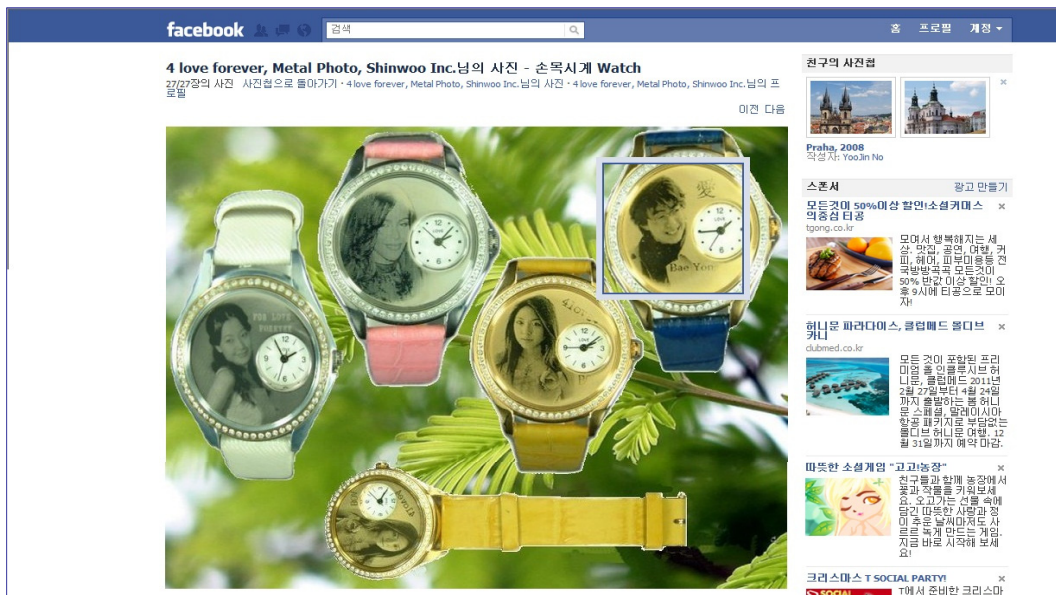 facebook
검색
홈 프로필 계정
4 love forever, Metal Photo, Shinwoo Inc.님의 사진 - 손목시계 Watch
27/27장의 사진 사진첩으로 돌아가기 · 4 love forever, Metal Photo, Shinwoo Inc.님의 사진 · 4 love forever, Metal Photo, Shinwoo Inc.님의 프
로필
이전 다음
愛
Bae Yong
FOR LOVE
FOREVER
LOVE
친구의 사진첩
Praha, 2008
작성자: YooJin No
스폰서 광고 만들기
모든것이 50%이상 할인!소셜커머스
의중심 티공
tgong.co.kr
모여서 행복해지는 세
상. 맛집, 공연, 여행, 커
피, 헤어, 피부미용등 전
국방방곡곡 모든것이
50% 반값 이상 할인! 오
후 9시에 티공으로 모이
자!
허니문 파라다이스, 클럽메드 몰디브
카니
clubmed.co.kr
모든 것이 포함된 프리
미엄 올 인클루시브 허
니문, 클럽메드 2011년
2월 27일부터 4월 24일
까지 출발하는 봄 허니
문 스페셜, 말레이시아
항공 패키지로 부담없는
몰디브 허니문 여행. 12
월 31일까지 예약 마감.
따뜻한 소셜게임 "고고!농장"
친구들과 함께 농장에서
꽃과 작물을 키워보세
요. 오고가는 선물 속에
담긴 따뜻한 사랑과 정
이 추운 날씨마저도 사
르르 녹게 만드는 게임.
지금 바로 시작해 보세
요!
크리스마스 T SOCIAL PARTY!
SOCIAL
T에서 준비한 크리스마